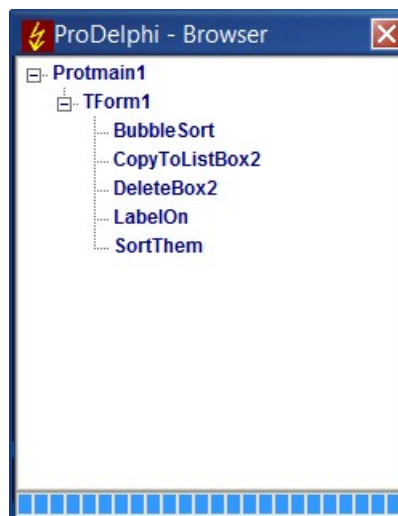 ProDelphi - Browser
Protmain1
TForm1
BubbleSort
CopyToListBox2
DeleteBox2
LabelOn
SortThem